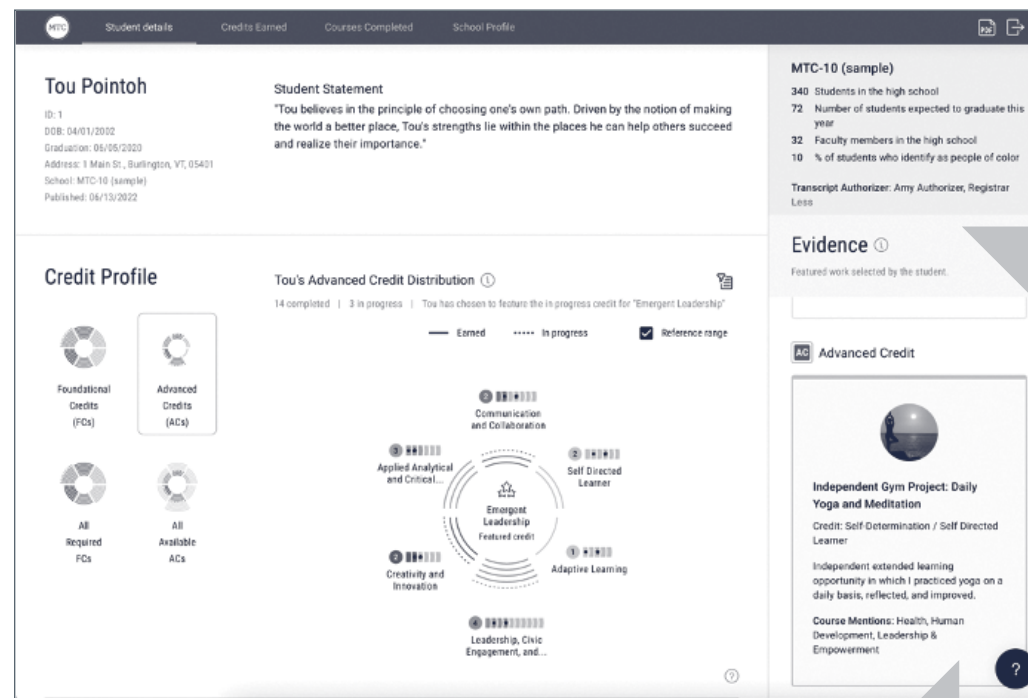 MTC
Student details
Credits Earned
Courses Completed
School Profile
PDF
Tou Pointoh
ID: 1
DOB: 04/01/2002
Graduation: 06/05/2020
Address: 1 Main St., Burlington, VT, 05401
School: MTC-10 (sample)
Published: 06/13/2022
Student Statement
"Tou believes in the principle of choosing one's own path. Driven by the notion of making
the world a better place, Tou's strengths lie within the places he can help others succeed
and realize their importance."
MTC-10 (sample)
340 Students in the high school
72 Number of students expected to graduate this
year
32 Faculty members in the high school
10 % of students who identify as people of color
Transcript Authorizer: Amy Authorizer, Registrar
Less
Credit Profile
Foundational
Credits
(FCs)
Advanced
Credits
(ACs)
All
Required
FCs
All
Available
ACs
Tou's Advanced Credit Distribution
14 completed | 3 in progress | Tou has chosen to feature the in progress credit for "Emergent Leadership"
Earned
In progress
Reference range
2
Communication
and Collaboration
3
Applied Analytical
and Critical...
2
Self Directed
Learner
Emergent
Leadership
Featured credit
2
Creativity and
Innovation
1
Adaptive Learning
4
Leadership, Civic
Engagement, and...
?
Evidence
Featured work selected by the student.
AC Advanced Credit
Independent Gym Project: Daily
Yoga and Meditation
Credit: Self-Determination / Self Directed
Learner
Independent extended learning
opportunity in which I practiced yoga on a
daily basis, reflected, and improved.
Course Mentions: Health, Human
Development, Leadership &
Empowerment
?